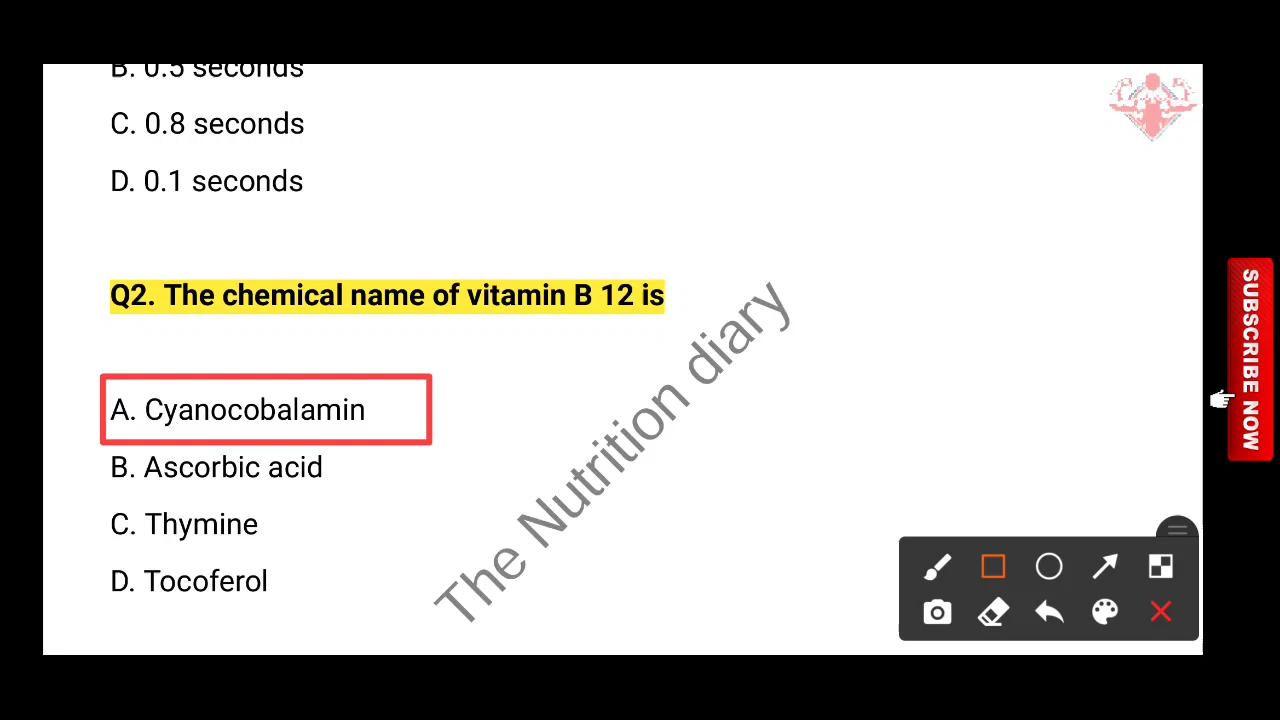 B. 0.5 seconds
C. 0.8 seconds
D. 0.1 seconds
Q2. The chemical name of vitamin B 12 is
A. Cyanocobalamin
B. Ascorbic acid
C. Thymine
D. Tocoferol
The Nutrition diary
SUBSCRIBE NOW